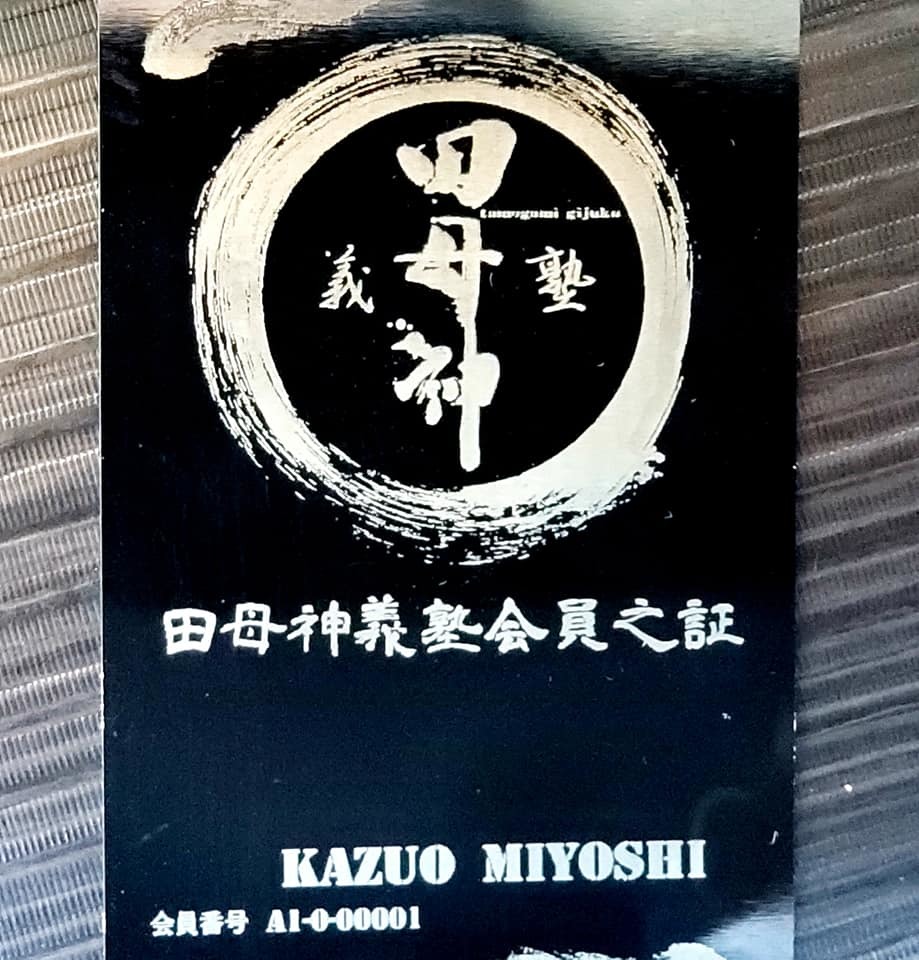 田母神
tamogami gijuku
義塾
田母神義塾会員之証
KAZUO MIYOSHI
会員番号 A1-0-00001